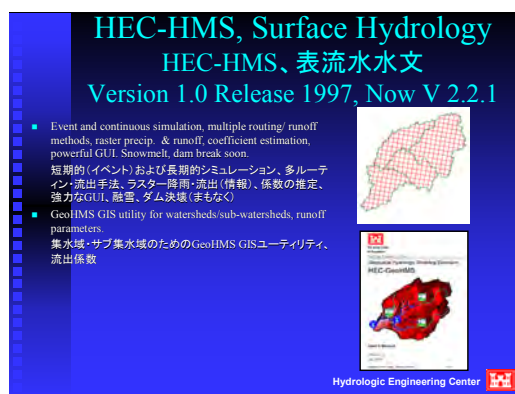 HEC-HMS, Surface Hydrology
HEC-HMS、表流水水文
Version 1.0 Release 1997, Now V 2.2.1
Event and continuous simulation, multiple routing/ runoff
methods, raster precip. & runoff, coefficient estimation,
powerful GUI. Snowmelt, dam break soon.
短期的（イベント）および長期的シミュレーション、多ルーテ
ィン・流出手法、ラスター降雨・流出（情報）、係数の推定、
強力なGUI、融雪、ダム決壊（まもなく）
GeoHMS GIS utility for watersheds/sub-watersheds, runoff
parameters.
集水域・サブ集水域のためのGeoHMS GISユーティリティ、
流出係数
HEC-GeoHMS
Hydrologic Engineering Center